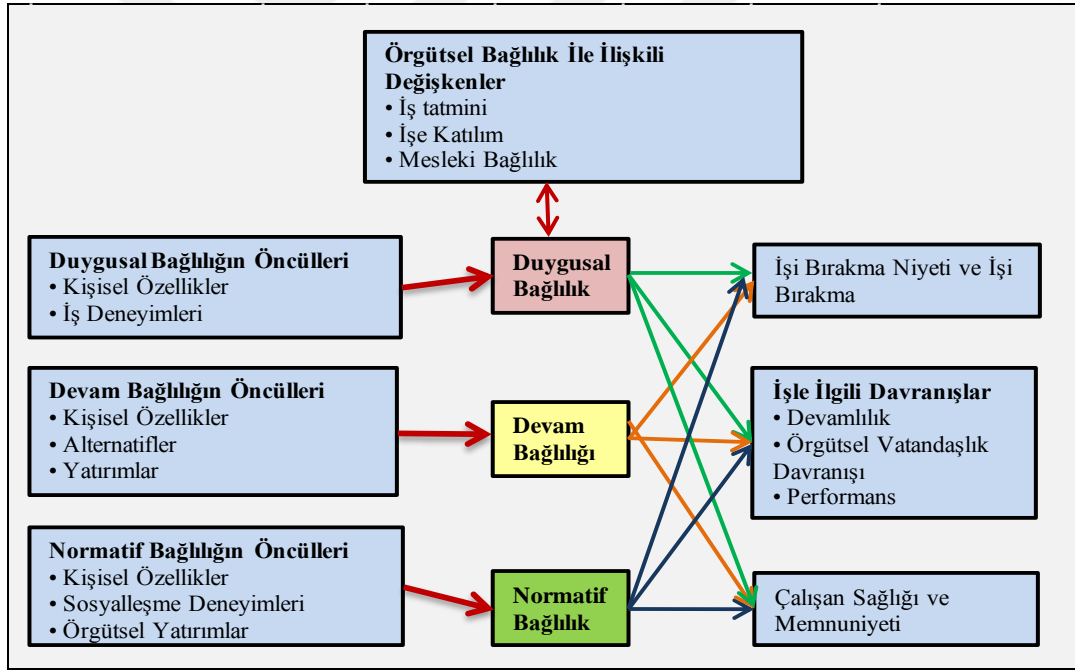 Örgütsel Bağlılık İle İlişkili
Değişkenler
• İş tatmini
• İşe Katılım
• Mesleki Bağlılık
Duygusal Bağlılığın Öncülleri
• Kişisel Özellikler
• İş Deneyimleri
Duygusal
Bağlılık
İşi Bırakma Niyeti ve İşi
Bırakma
Devam Bağlılığın Öncülleri
• Kişisel Özellikler
• Alternatifler
• Yatırımlar
Devam
Bağlılığı
İşle İlgili Davranışlar
• Devamlılık
• Örgütsel Vatandaşlık
Davranışı
• Performans
Normatif Bağlılığın Öncülleri
• Kişisel Özellikler
• Sosyalleşme Deneyimleri
• Örgütsel Yatırımlar
Normatif
Bağlılık
Çalışan Sağlığı ve
Memnuniyeti